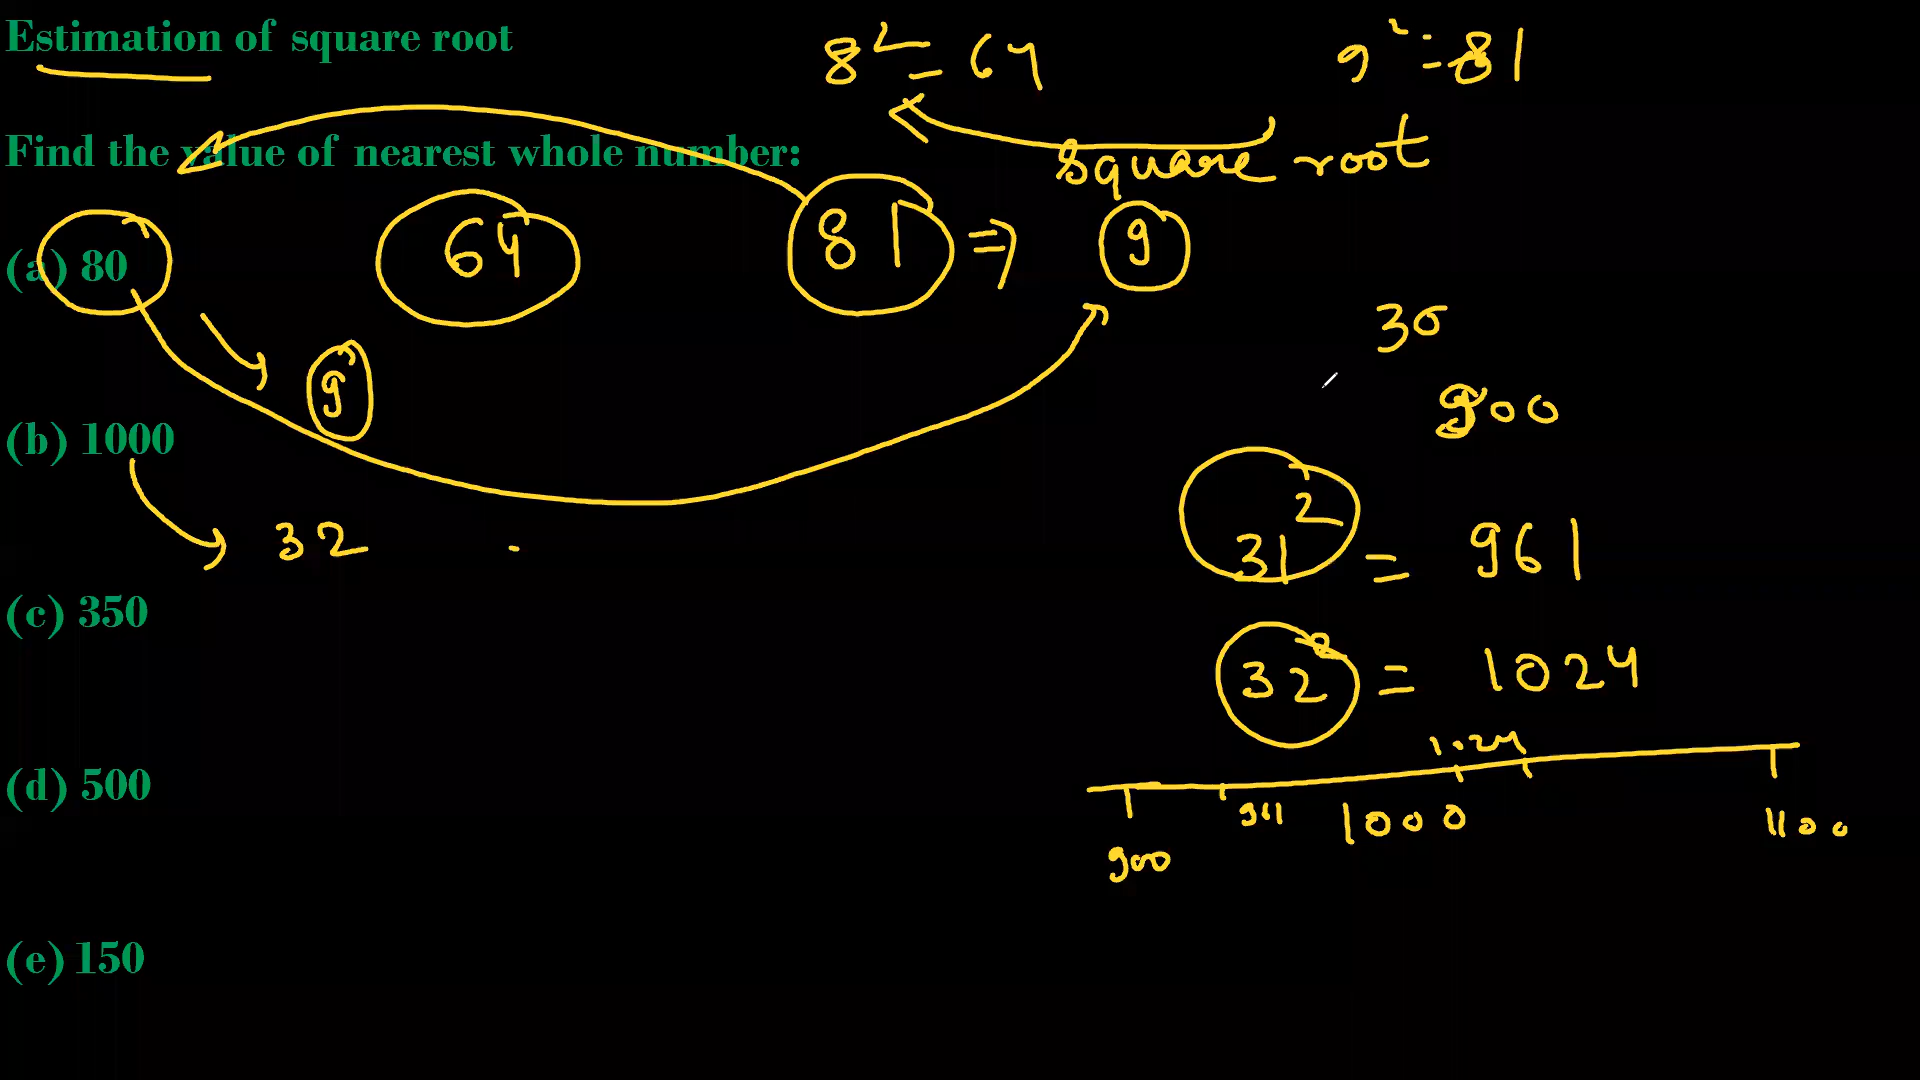 Estimation of square root
8² = 64
9² = 81
Find the value of nearest whole number:
square root
(a) 80
64
81 ⇒ 9
30
9
900
(b) 1000
32
31² = 961
(c) 350
32² = 1024
1024
(d) 500
961
1000
1100
900
(e) 150